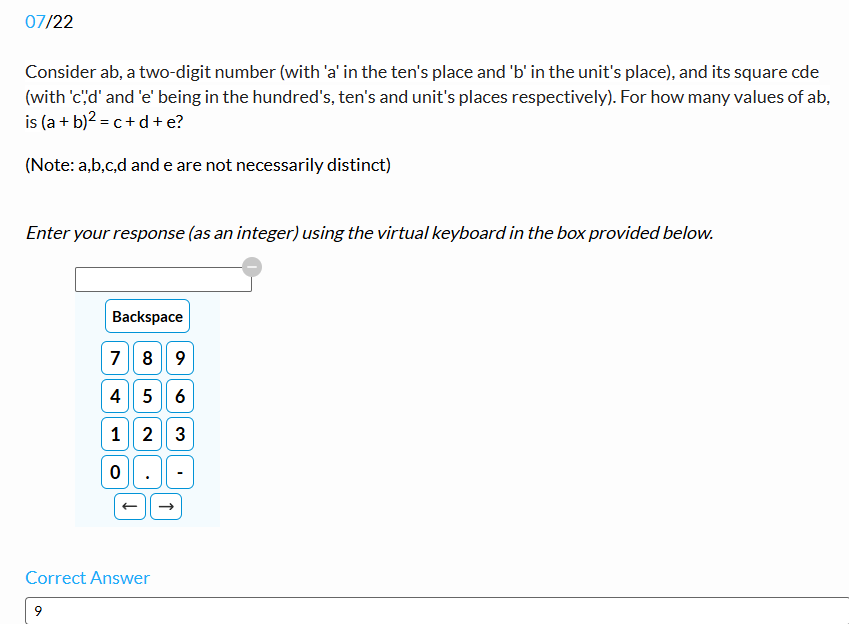 07/22
Consider ab, a two-digit number (with 'a' in the ten's place and 'b' in the unit's place), and its square cde
(with 'c','d' and 'e' being in the hundred's, ten's and unit's places respectively). For how many values of ab,
is (a + b)² = c + d + e?
(Note: a,b,c,d and e are not necessarily distinct)
Enter your response (as an integer) using the virtual keyboard in the box provided below.
Backspace
7 8 9
4 5 6
1 2 3
0 . -
← →
Correct Answer
9